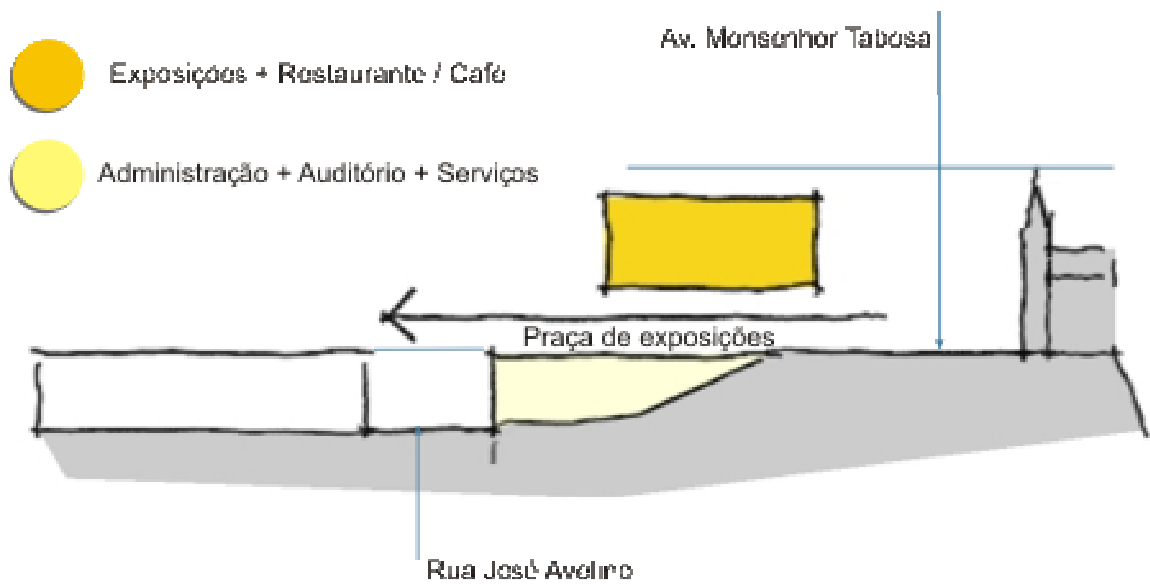 Av. Monsenhor Tabosa
Exposições + Restaurante / Café
Administração + Auditório + Serviços
Praça de exposições
Rua José Avelino